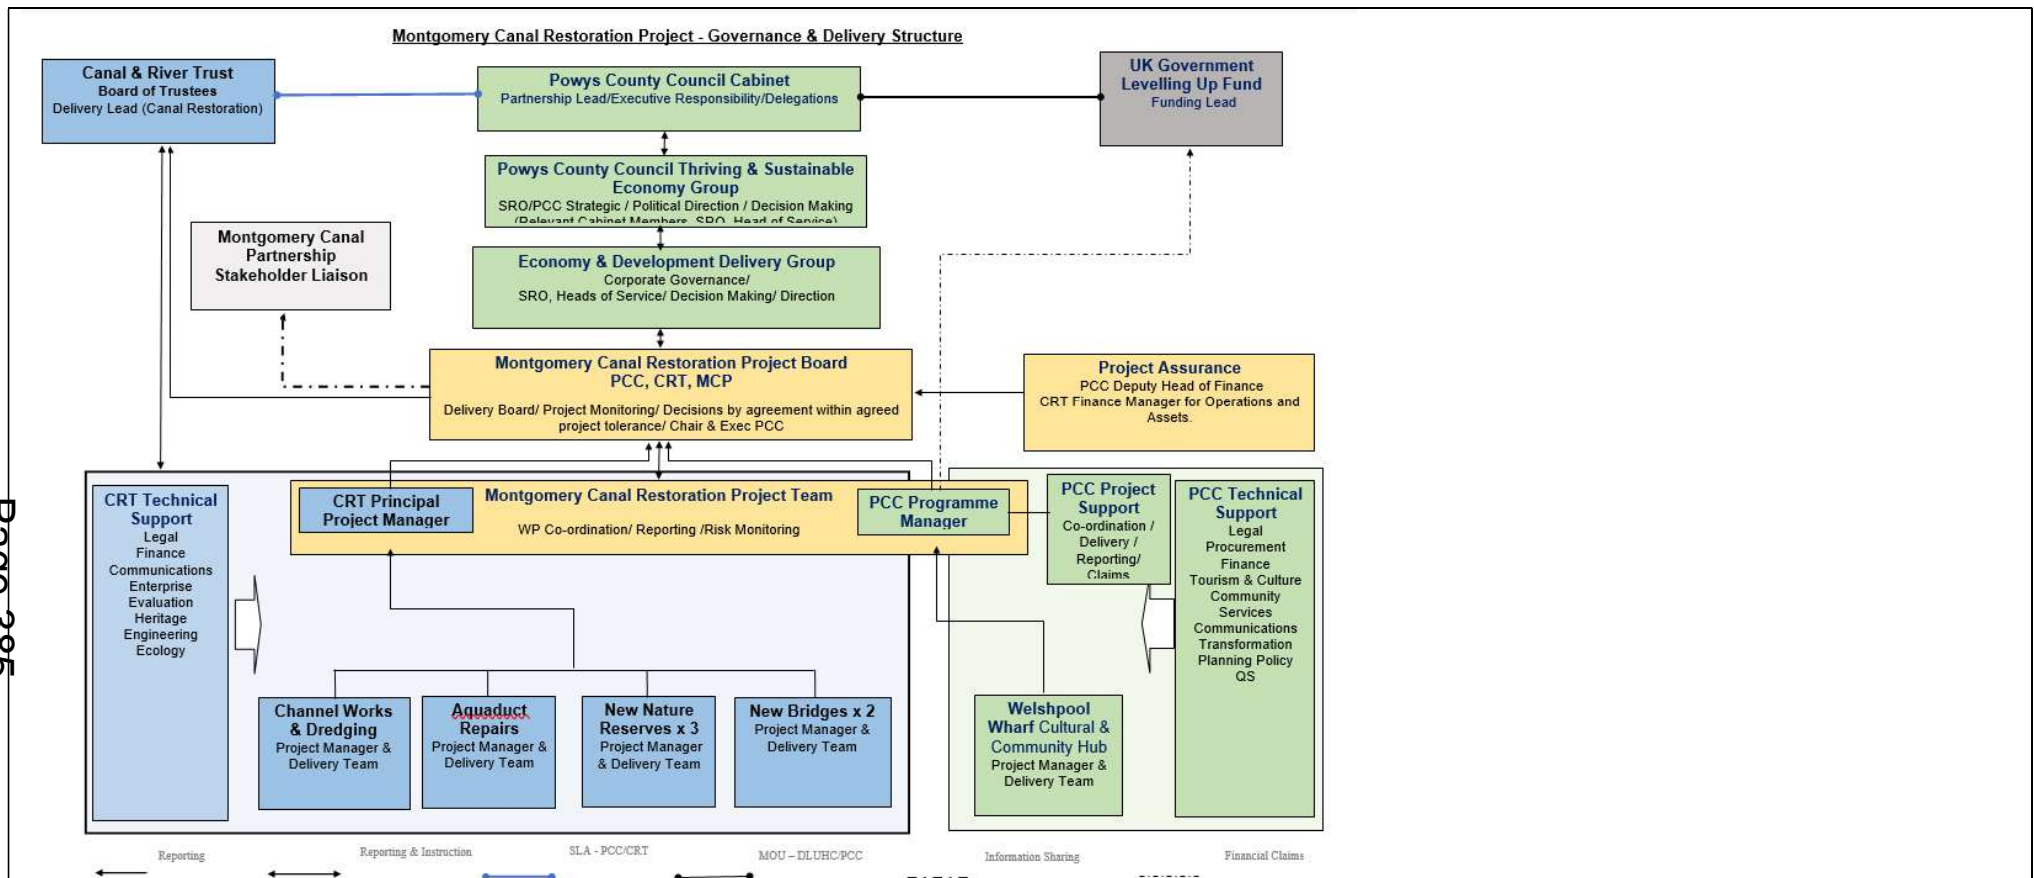 Montgomery Canal Restoration Project - Governance & Delivery Structure
Canal & River Trust
Board of Trustees
Delivery Lead (Canal Restoration)
Powys County Council Cabinet
Partnership Lead/Executive Responsibility/Delegations
UK Government
Levelling Up Fund
Funding Lead
Powys County Council Thriving & Sustainable
Economy Group
SRO/PCC Strategic / Political Direction / Decision Making
(Relevant Cabinet Members, SRO, Head of Service)
Montgomery Canal
Partnership
Stakeholder Liaison
Economy & Development Delivery Group
Corporate Governance/
SRO, Heads of Service/ Decision Making/ Direction
Montgomery Canal Restoration Project Board
PCC, CRT, MCP
Delivery Board/ Project Monitoring/ Decisions by agreement within agreed
project tolerance/ Chair & Exec PCC
Project Assurance
PCC Deputy Head of Finance
CRT Finance Manager for Operations and
Assets.
CRT Technical
Support
Legal
Finance
Communications
Enterprise
Evaluation
Heritage
Engineering
Ecology
CRT Principal
Project Manager
Montgomery Canal Restoration Project Team
WP Co-ordination/ Reporting /Risk Monitoring
PCC Programme
Manager
PCC Project
Support
Co-ordination /
Delivery /
Reporting/
Claims
PCC Technical
Support
Legal
Procurement
Finance
Tourism & Culture
Community
Services
Communications
Transformation
Planning Policy
QS
Channel Works
& Dredging
Project Manager &
Delivery Team
Aquaduct
Repairs
Project Manager &
Delivery Team
New Nature
Reserves x 3
Project Manager
& Delivery Team
New Bridges x 2
Project Manager &
Delivery Team
Welshpool
Wharf Cultural &
Community Hub
Project Manager &
Delivery Team
Reporting
Reporting & Instruction
SLA - PCC/CRT
MOU – DLUHC/PCC
Information Sharing
Financial Claims